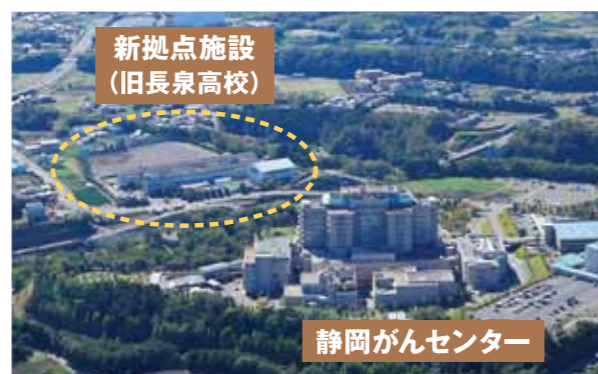 新拠点施設
（旧長泉高校）
静岡がんセンター